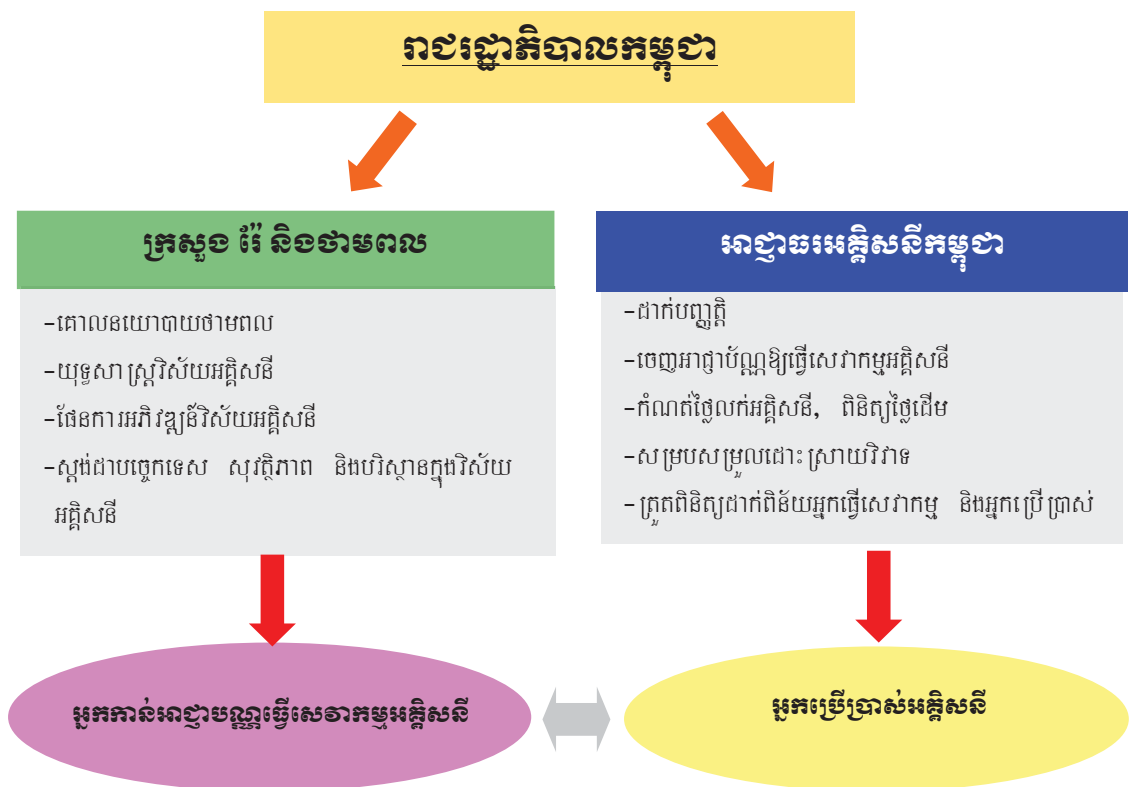 រាជរដ្ឋាភិបាលកម្ពុជា
ក្រសួង រ៉ែ និងថាមពល
-គោលនយោបាយថាមពល
-យុទ្ធសាស្ត្រវិស័យអគ្គិសនី
-ផែនការអភិវឌ្ឍន៍វិស័យអគ្គិសនី
-ស្តង់ដាបច្ចេកទេស សុវត្ថិភាព និងបរិស្ថានក្នុងវិស័យ
អគ្គិសនី
អាជ្ញាធរអគ្គិសនីកម្ពុជា
-ដាក់បញ្ញត្តិ
-ចេញអាជ្ញាប័ណ្ណឱ្យធ្វើសេវាកម្មអគ្គិសនី
-កំណត់ថ្លៃលក់អគ្គិសនី, ពិនិត្យថ្លៃដើម
-សម្របសម្រួលដោះស្រាយវិវាទ
-ត្រួតពិនិត្យដាក់ពិន័យអ្នកធ្វើសេវាកម្ម និងអ្នកប្រើប្រាស់
អ្នកកាន់អាជ្ញាបណ្ណធ្វើសេវាកម្មអគ្គិសនី
អ្នកប្រើប្រាស់អគ្គិសនី